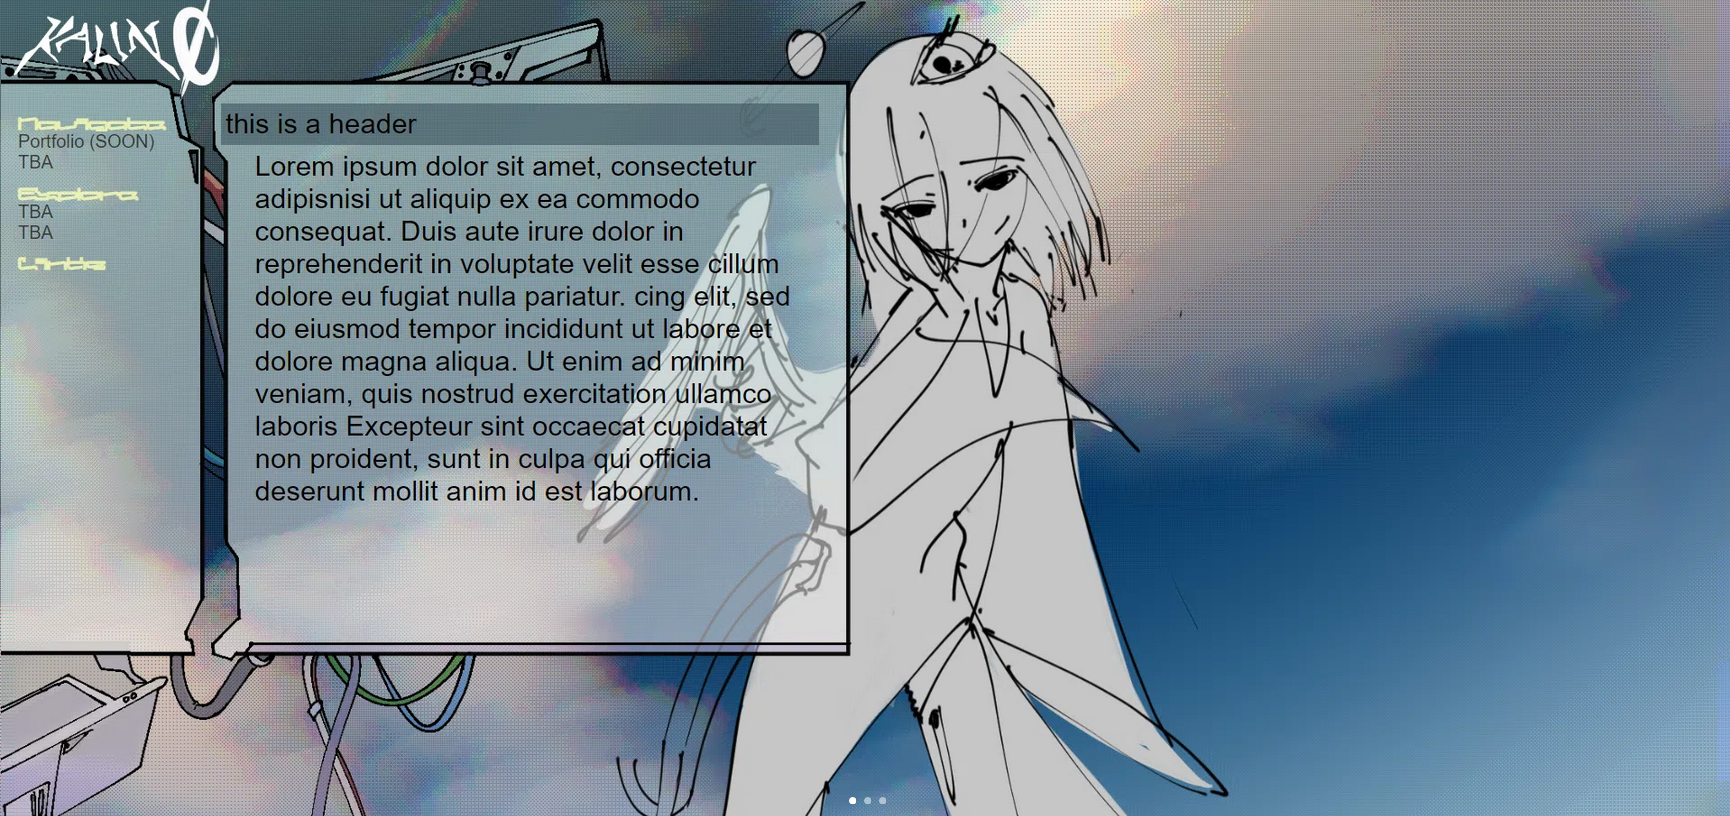 KALIN
Navigate
Portfolio (SOON)
TBA
Explore
TBA
TBA
Links
this is a header
Lorem ipsum dolor sit amet, consectetur
adipisnisi ut aliquip ex ea commodo
consequat. Duis aute irure dolor in
reprehenderit in voluptate velit esse cillum
dolore eu fugiat nulla pariatur. cing elit, sed
do eiusmod tempor incididunt ut labore et
dolore magna aliqua. Ut enim ad minim
veniam, quis nostrud exercitation ullamco
laboris Excepteur sint occaecat cupidatat
non proident, sunt in culpa qui officia
deserunt mollit anim id est laborum.